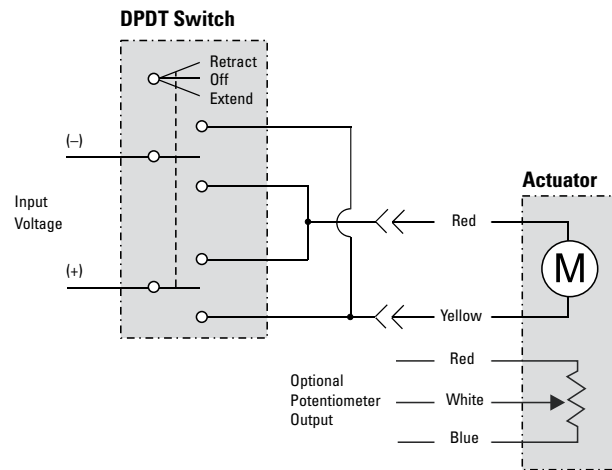 DPDT Switch
Retract
Off
Extend
(–)
Input
Voltage
(+)
Actuator
Red
M
Yellow
Red
Optional
Potentiometer
Output
White
Blue